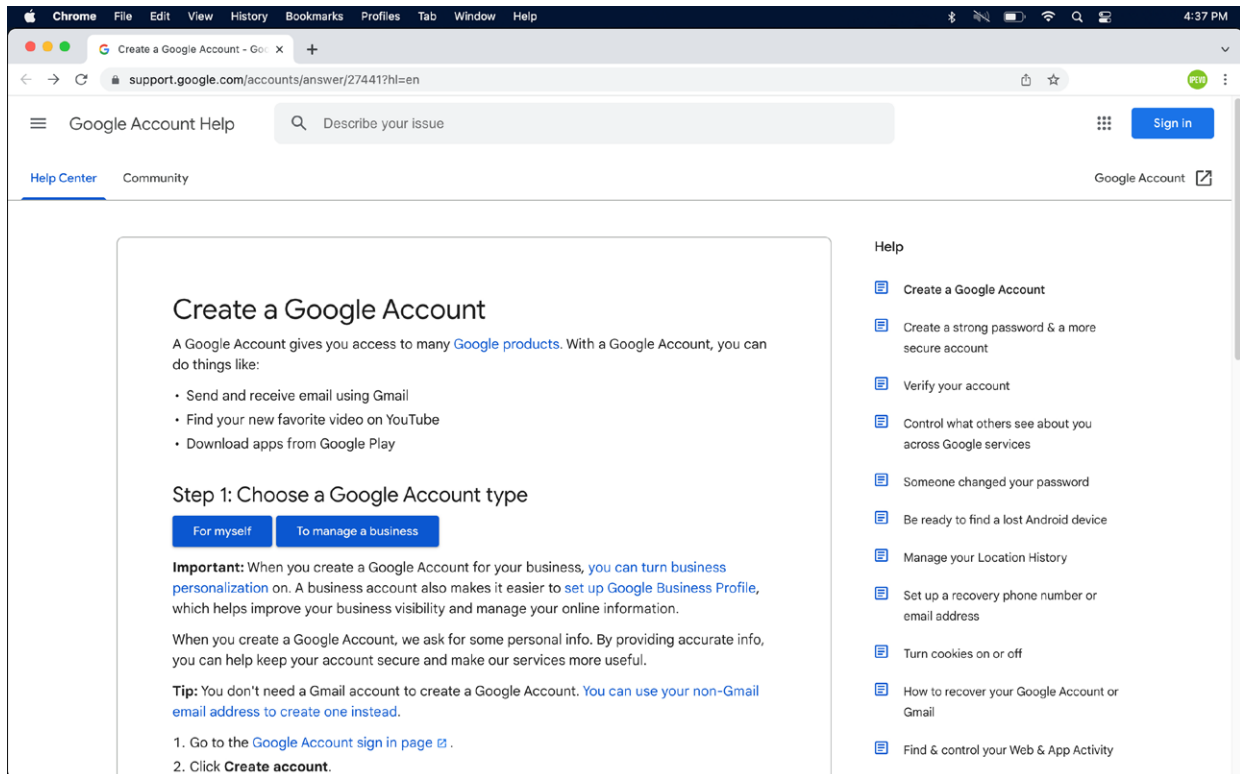 Chrome File Edit View History Bookmarks Profiles Tab Window Help 4:37 PM
Create a Google Account - Goo
support.google.com/accounts/answer/27441?hl=en
IPEVO
Google Account Help
Describe your issue
Sign in
Help Center Community
Google Account
Create a Google Account
A Google Account gives you access to many Google products. With a Google Account, you can
do things like:
• Send and receive email using Gmail
• Find your new favorite video on YouTube
• Download apps from Google Play
Step 1: Choose a Google Account type
For myself To manage a business
Important: When you create a Google Account for your business, you can turn business
personalization on. A business account also makes it easier to set up Google Business Profile,
which helps improve your business visibility and manage your online information.
When you create a Google Account, we ask for some personal info. By providing accurate info,
you can help keep your account secure and make our services more useful.
Tip: You don't need a Gmail account to create a Google Account. You can use your non-Gmail
email address to create one instead.
1. Go to the Google Account sign in page .
2. Click Create account.
Help
Create a Google Account
Create a strong password & a more
secure account
Verify your account
Control what others see about you
across Google services
Someone changed your password
Be ready to find a lost Android device
Manage your Location History
Set up a recovery phone number or
email address
Turn cookies on or off
How to recover your Google Account or
Gmail
Find & control your Web & App Activity